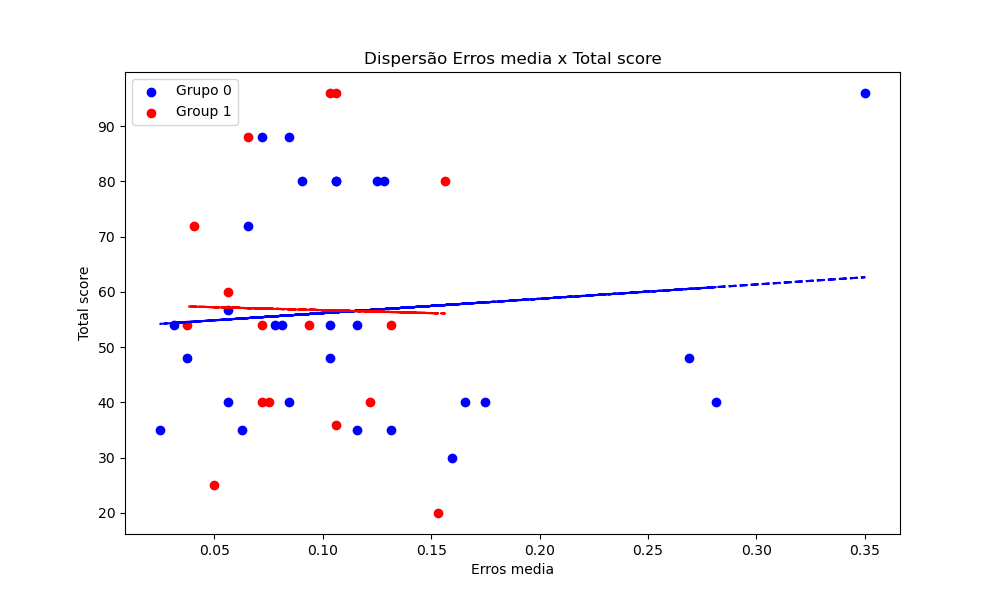 Dispersão Erros media x Total score
Grupo 0
Group 1
Total score
90
80
70
60
50
40
30
20
0.05 0.10 0.15 0.20 0.25 0.30 0.35
Erros media